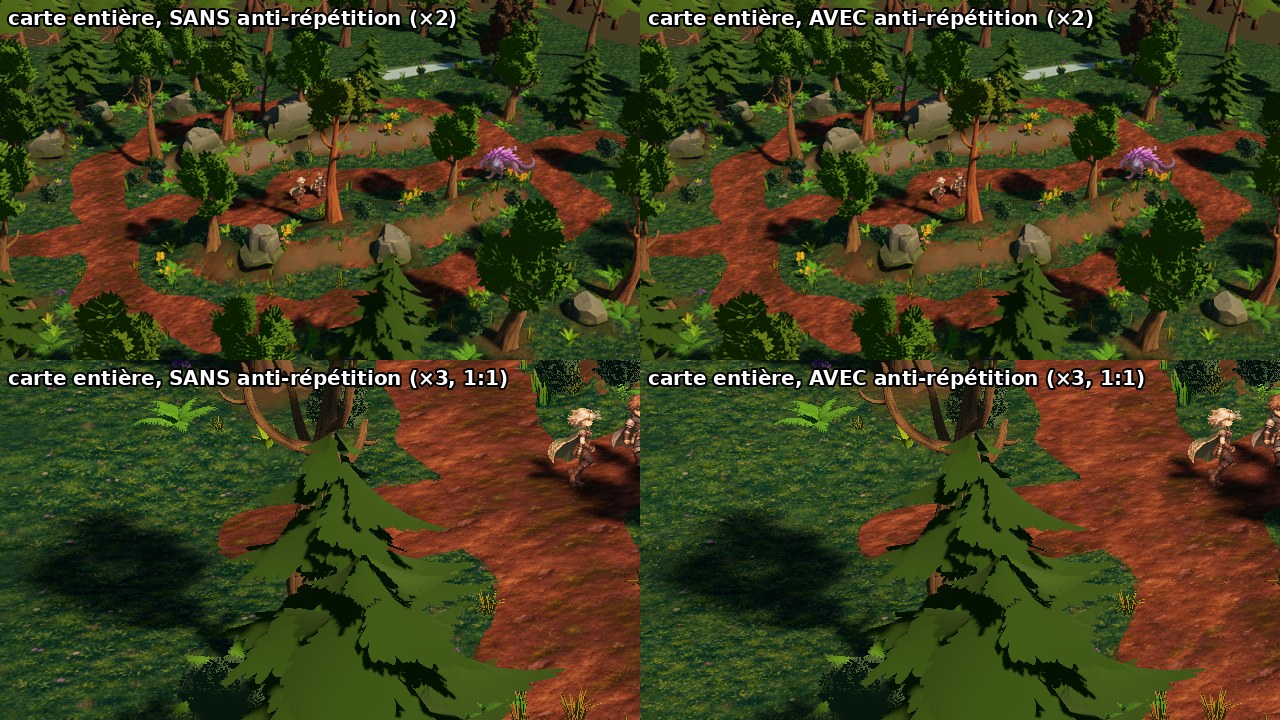 carte entière, SANS anti-répétition (×2)
carte entière, AVEC anti-répétition (×2)
carte entière, SANS anti-répétition (×3, 1:1)
carte entière, AVEC anti-répétition (×3, 1:1)